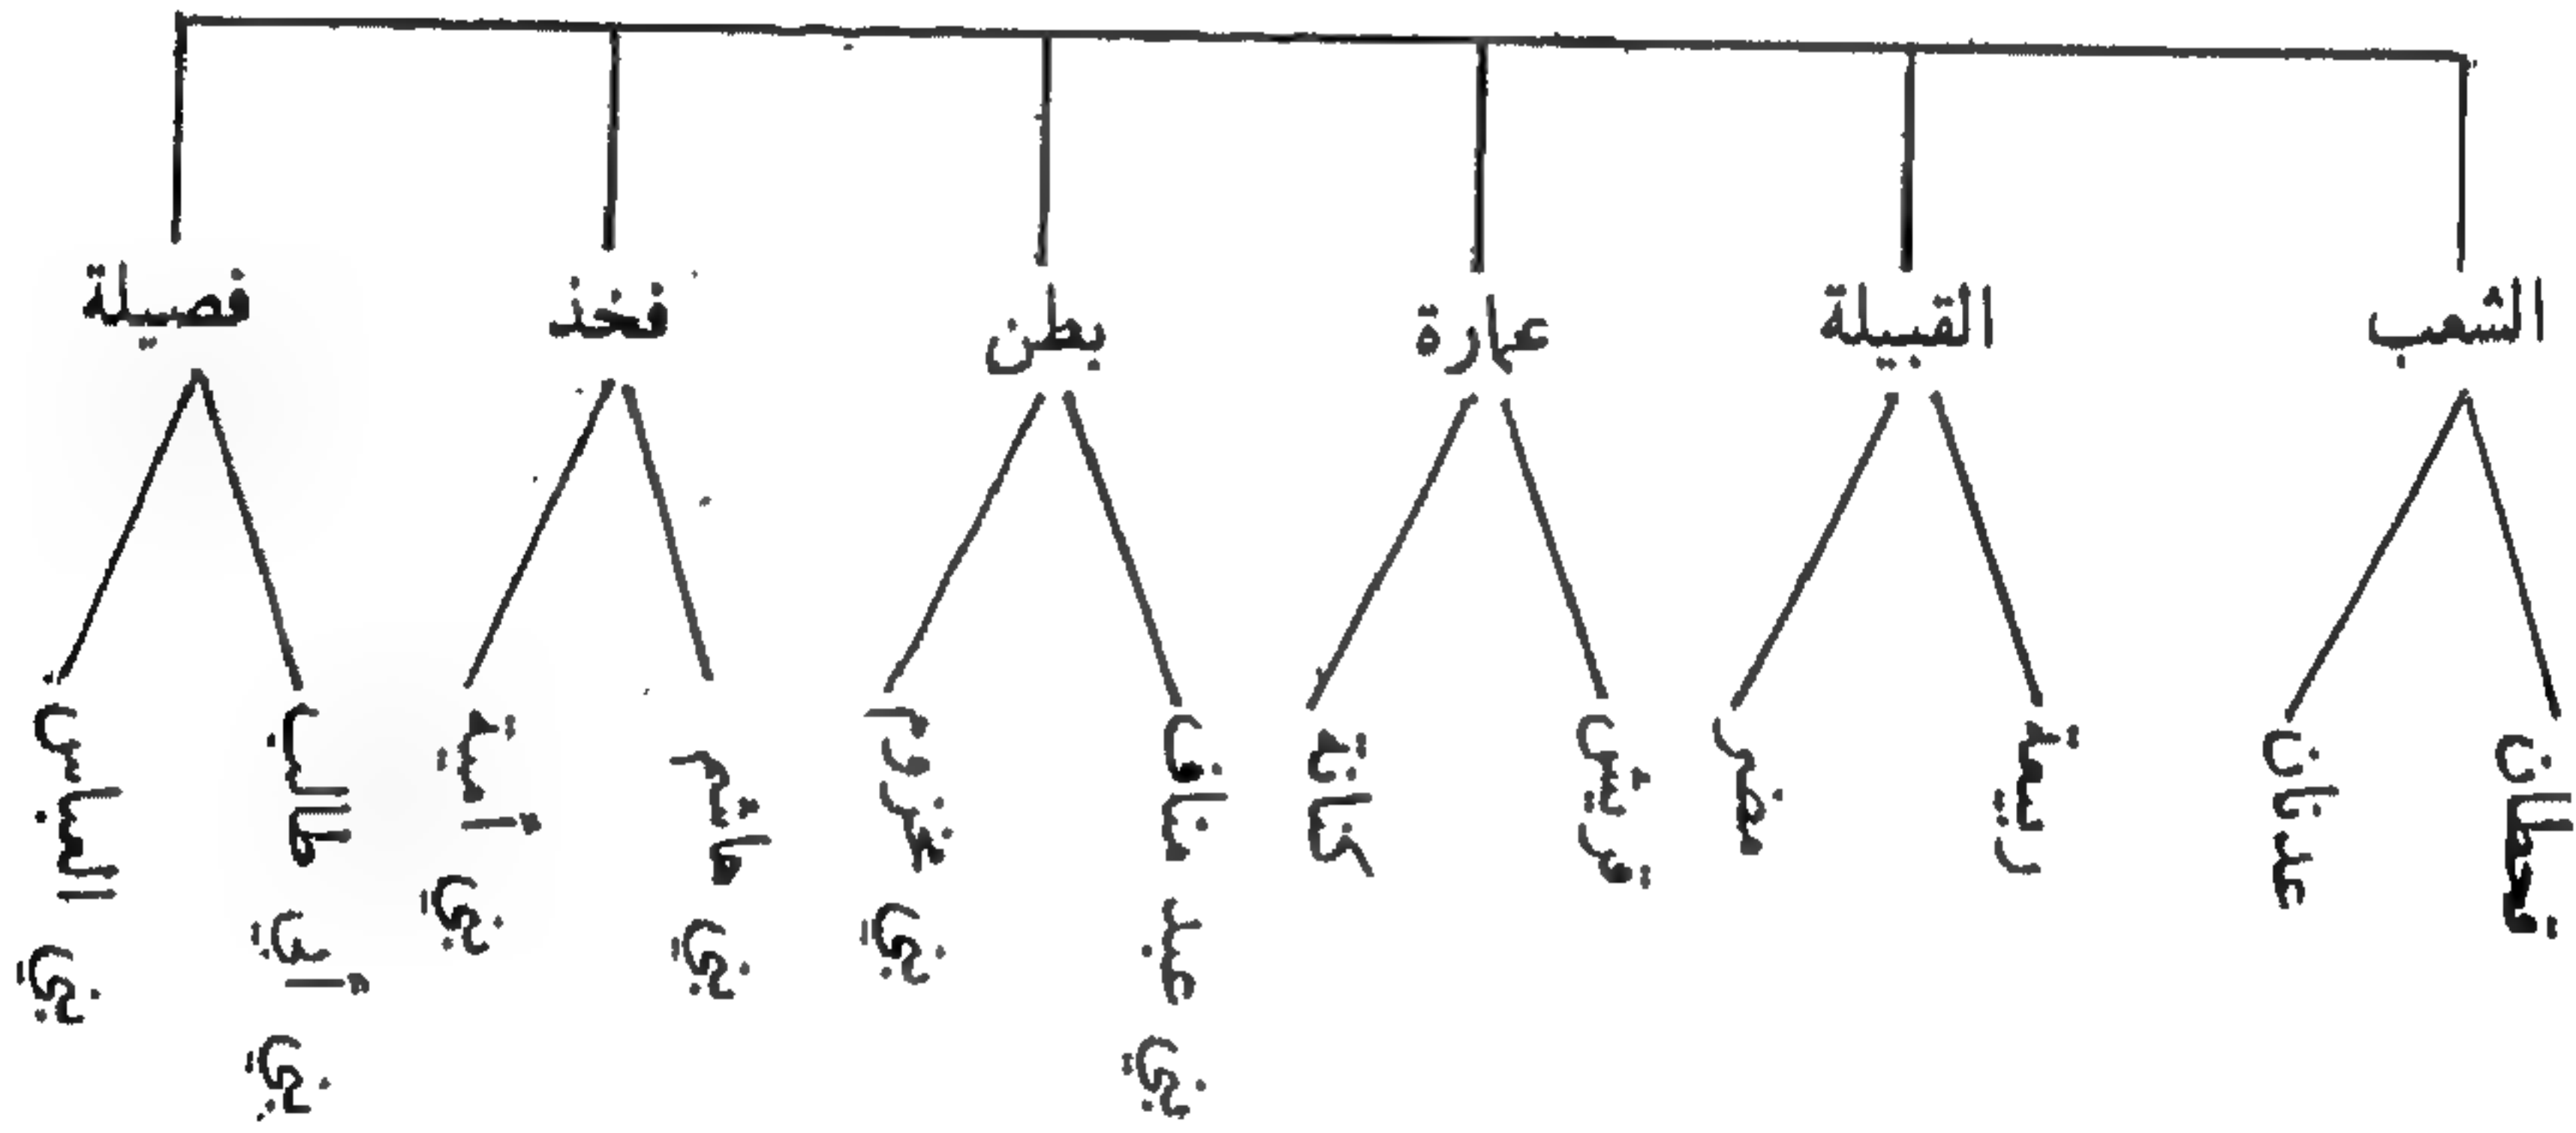 الشعب
القبيلة
عمارة
بطن
فخذ
فصيلة
قحطان
عدنان
ربيعة
مضر
قريش
كنانة
بني عبد مناف
بني مخزوم
بني هاشم
بني أمية
بني أبي طالب
بني العباس